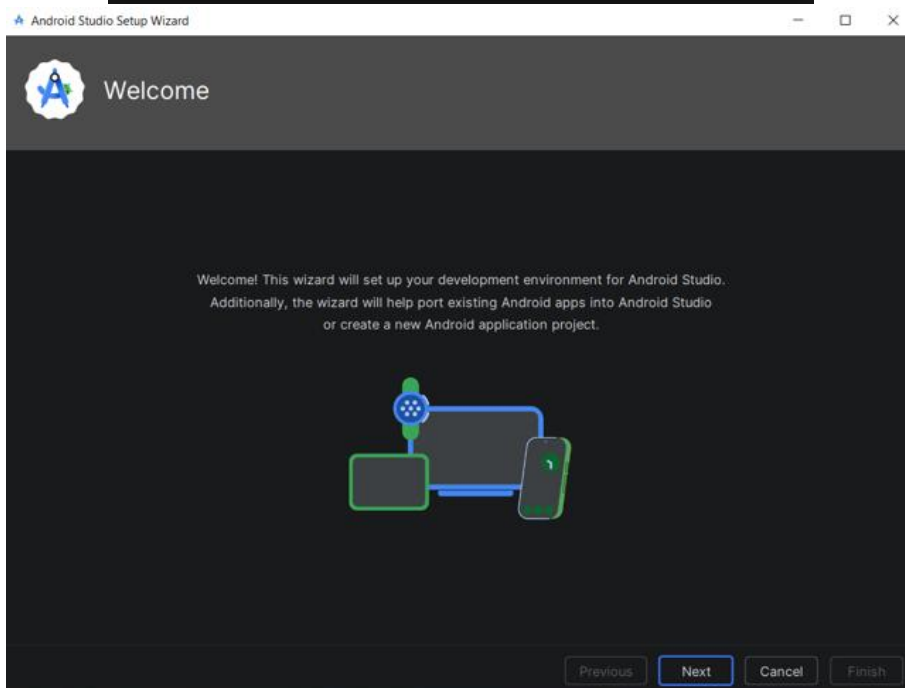 Android Studio Setup Wizard
Welcome
Welcome! This wizard will set up your development environment for Android Studio.
Additionally, the wizard will help port existing Android apps into Android Studio
or create a new Android application project.
Previous Next Cancel Finish